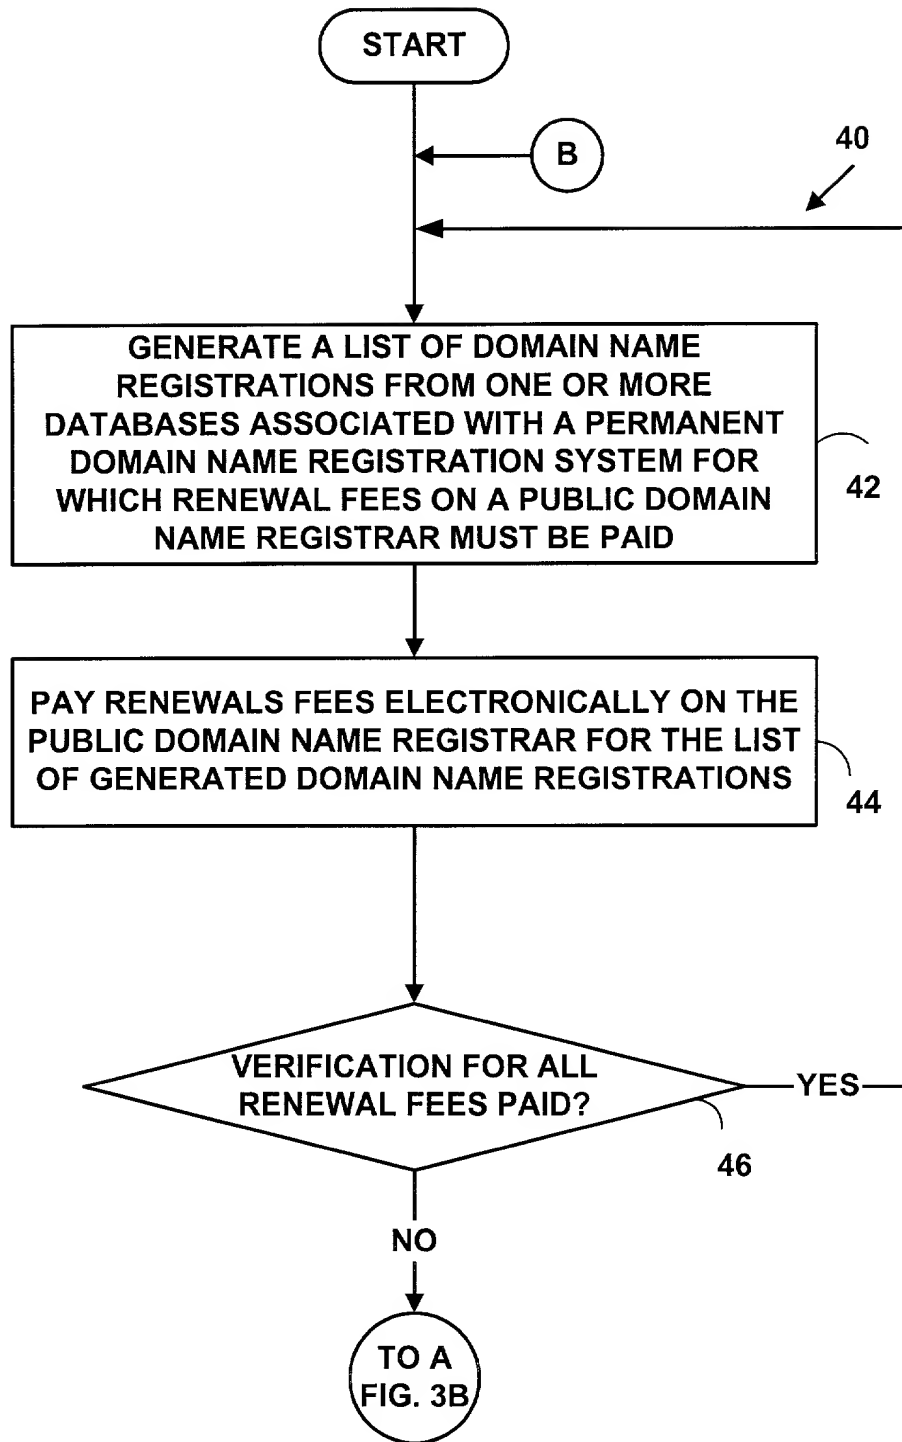 START
B
40
GENERATE A LIST OF DOMAIN NAME
REGISTRATIONS FROM ONE OR MORE
DATABASES ASSOCIATED WITH A PERMANENT
DOMAIN NAME REGISTRATION SYSTEM FOR
WHICH RENEWAL FEES ON A PUBLIC DOMAIN
NAME REGISTRAR MUST BE PAID
42
PAY RENEWALS FEES ELECTRONICALLY ON THE
PUBLIC DOMAIN NAME REGISTRAR FOR THE LIST
OF GENERATED DOMAIN NAME REGISTRATIONS
44
VERIFICATION FOR ALL
RENEWAL FEES PAID?
YES
46
NO
TO A
FIG. 3B